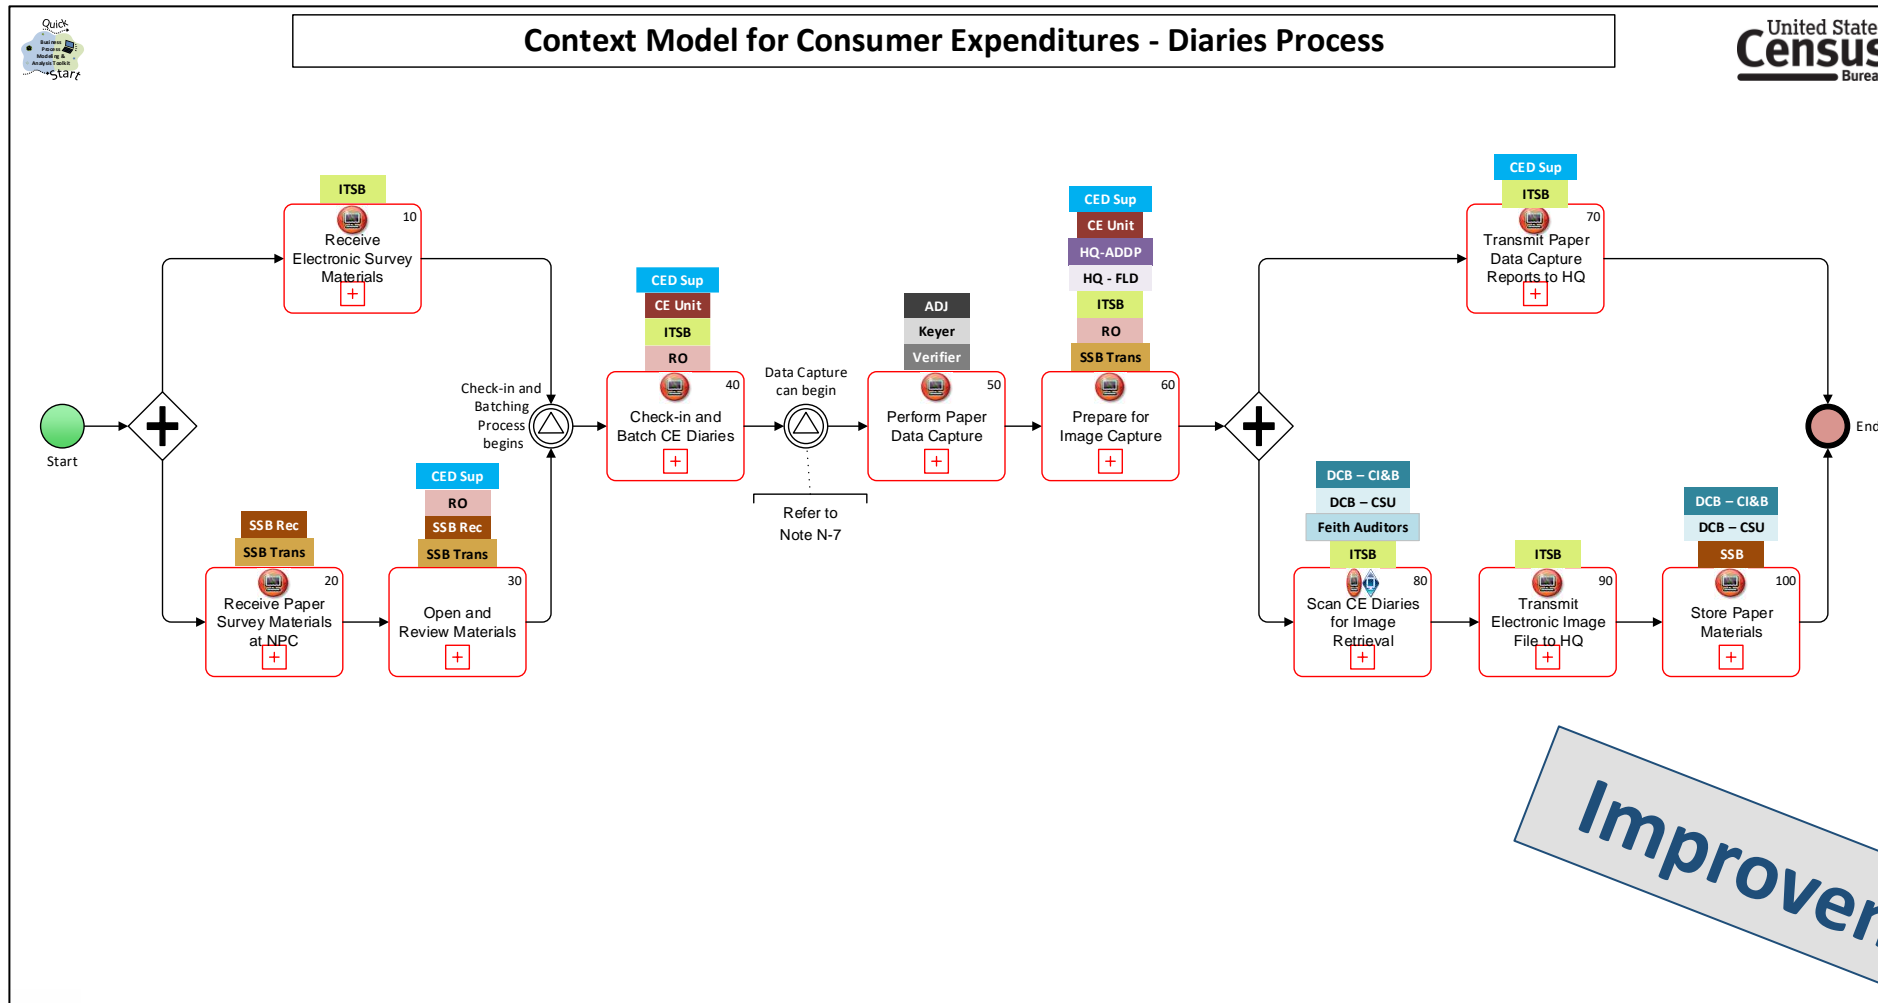 Quick
Business
Process
Modeling &
Analysis Toolkit
Start
Context Model for Consumer Expenditures - Diaries Process
United State
Census
Burea
ITSB
10
Receive
Electronic Survey
Materials
CED Sup
CE Unit
ITSB
RO
40
Check-in and
Batch CE Diaries
Data Capture
can begin
ADJ
Keyer
Verifier
50
Perform Paper
Data Capture
CED Sup
CE Unit
HQ-ADDP
HQ - FLD
ITSB
RO
SSB Trans
60
Prepare for
Image Capture
CED Sup
ITSB
70
Transmit Paper
Data Capture
Reports to HQ
Start
Check-in and
Batching
Process
begins
End
Refer to
Note N-7
SSB Rec
SSB Trans
20
Receive Paper
Survey Materials
at NPC
CED Sup
RO
SSB Rec
SSB Trans
30
Open and
Review Materials
DCB – CI&B
DCB – CSU
Feith Auditors
ITSB
80
Scan CE Diaries
for Image
Retrieval
ITSB
90
Transmit
Electronic Image
File to HQ
DCB – CI&B
DCB – CSU
SSB
100
Store Paper
Materials
Improve